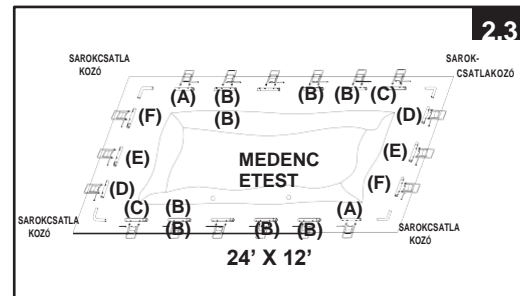 2.3
SAROKCSATLA
KOZÓ
SAROK-
CSATLAKOZÓ
(A) (B) (B) (B) (C)
(F) (B) (D)
(E) MEDENC (E)
ETEST
(D) (F)
(C) (B) (A)
SAROKCSATLA
KOZÓ
(B) (B) (B)
SAROKCSATLA
KOZÓ
24' X 12'